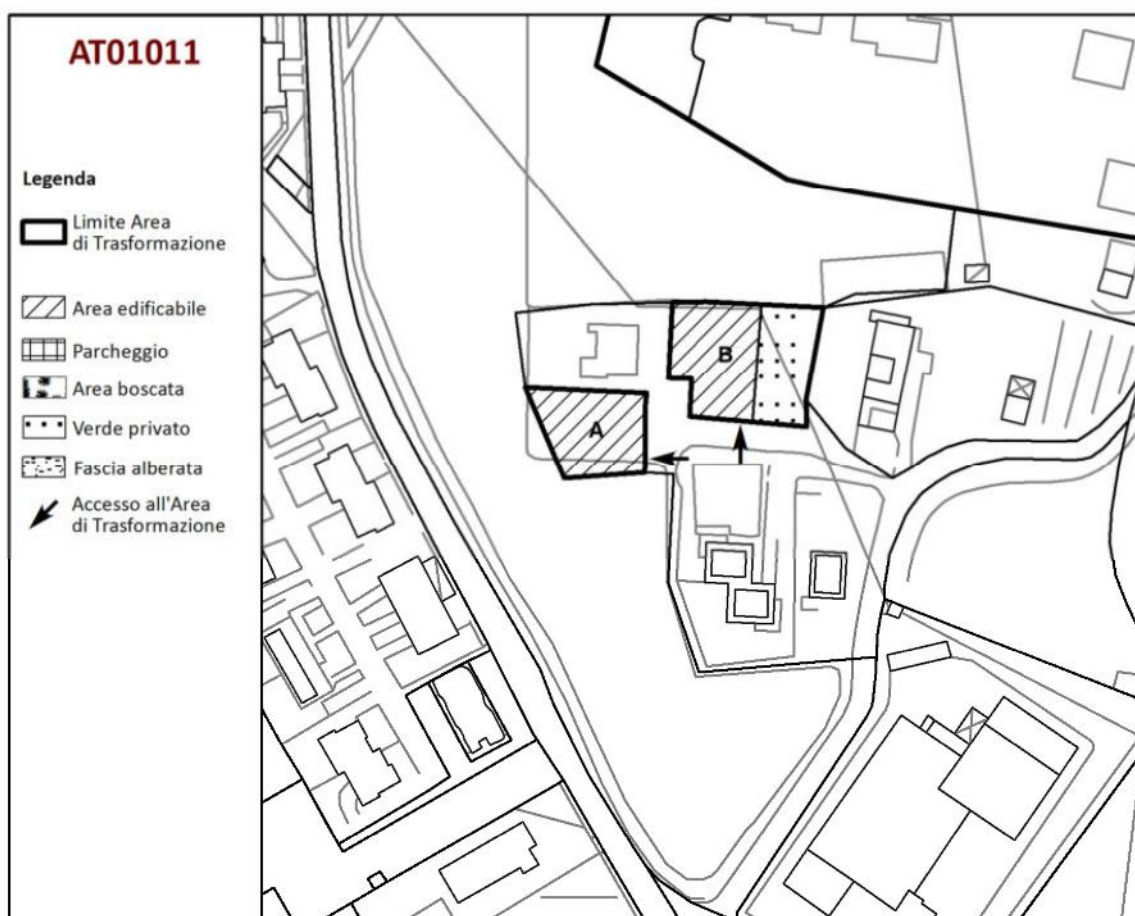 AT01011
Legenda
Limite Area
di Trasformazione
Area edificabile
Parcheggio
Area boscata
Verde privato
Fascia alberata
Accesso all'Area
di Trasformazione
B
A